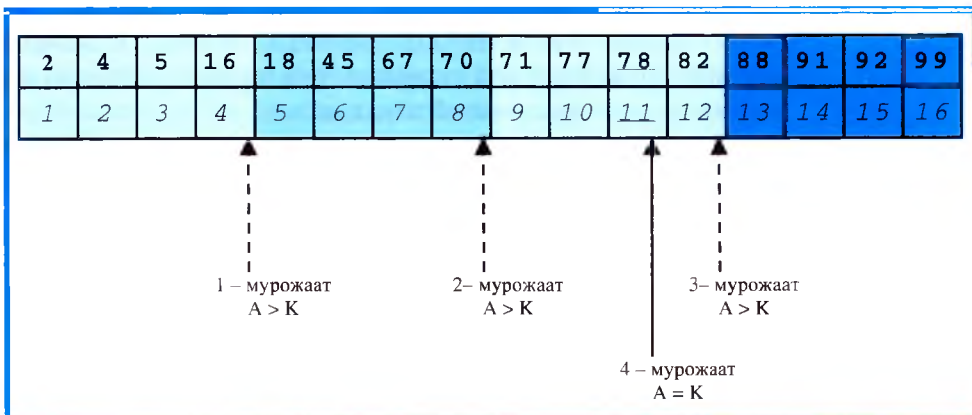 2 4 5 16 18 45 67 70 71 77 78 82 88 91 92 99
1 2 3 4 5 6 7 8 9 10 11 12 13 14 15 16
1 – мурожаат
A > K
2– мурожаат
A > K
3– мурожаат
A > K
4 – мурожаат
A = K